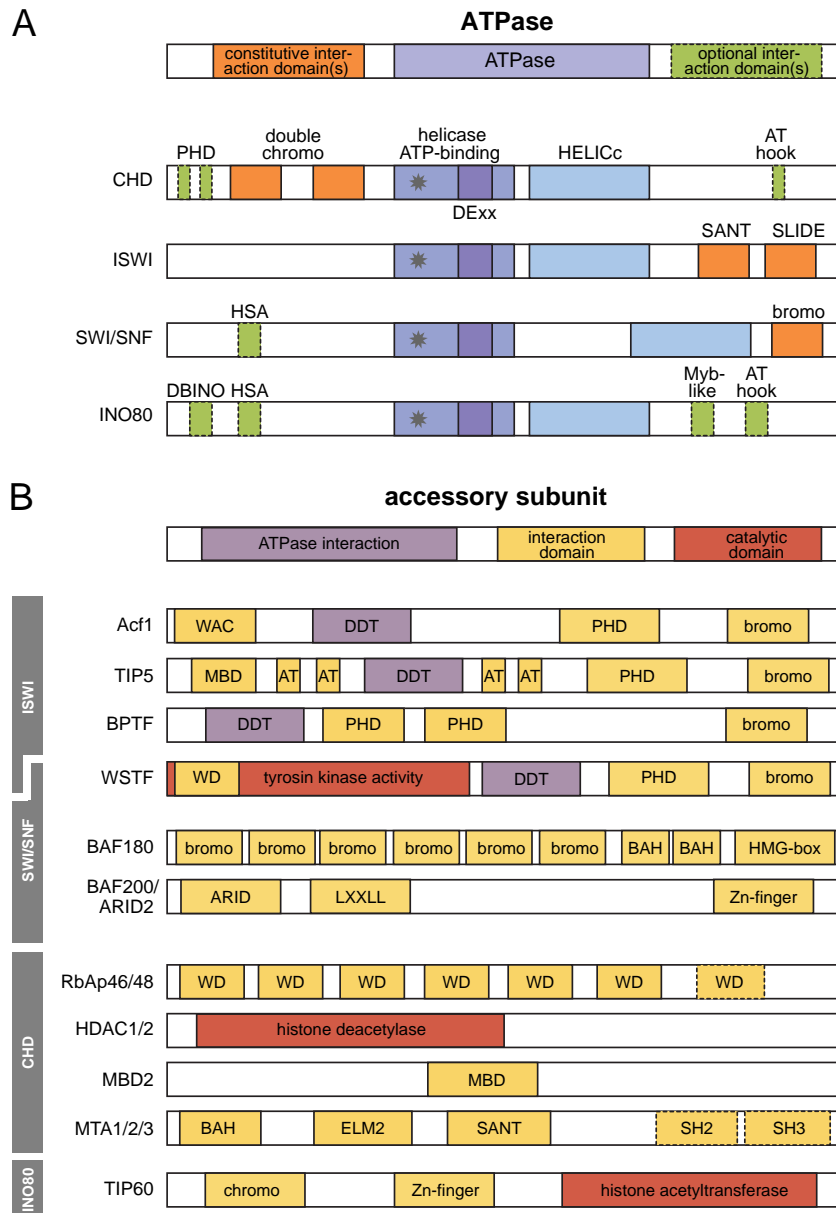 A
ATPase
constitutive inter-
action domain(s)
ATPase
optional inter-
action domain(s)
PHD
double
chromo
helicase
ATP-binding
HELICc
AT
hook
CHD
DExx
SANT
SLIDE
ISWI
HSA
bromo
SWI/SNF
DBINO
HSA
Myb-
like
AT
hook
INO80
B
accessory subunit
ATPase interaction
interaction
domain
catalytic
domain
ISWI
Acf1
WAC
DDT
PHD
bromo
TIP5
MBD
AT
AT
DDT
AT
AT
PHD
bromo
BPTF
DDT
PHD
PHD
bromo
WSTF
WD
tyrosin kinase activity
DDT
PHD
bromo
SWI/SNF
BAF180
bromo
bromo
bromo
bromo
bromo
bromo
BAH
BAH
HMG-box
BAF200/
ARID2
ARID
LXXLL
Zn-finger
CHD
RbAp46/48
WD
WD
WD
WD
WD
WD
WD
HDAC1/2
histone deacetylase
MBD2
MBD
MTA1/2/3
BAH
ELM2
SANT
SH2
SH3
INO80
TIP60
chromo
Zn-finger
histone acetyltransferase